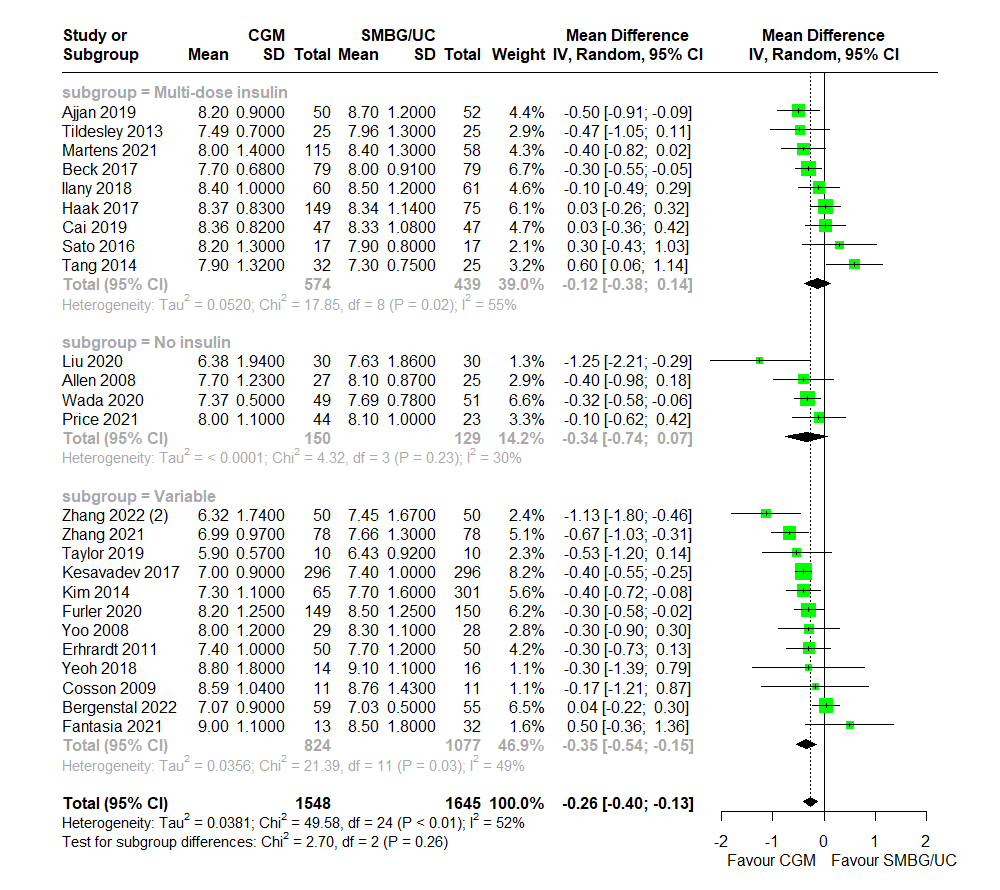 Study or CGM SMBG/UC Mean Difference Mean Difference
Subgroup Mean SD Total Mean SD Total Weight IV, Random, 95% CI IV, Random, 95% CI
subgroup = Multi-dose insulin
Ajjan 2019 8.20 0.9000 50 8.70 1.2000 52 4.4% -0.50 [-0.91; -0.09]
Tildesley 2013 7.49 0.7000 25 7.96 1.3000 25 2.9% -0.47 [-1.05; 0.11]
Martens 2021 8.00 1.4000 115 8.40 1.3000 58 4.3% -0.40 [-0.82; 0.02]
Beck 2017 7.70 0.6800 79 8.00 0.9100 79 6.7% -0.30 [-0.55; -0.05]
Ilany 2018 8.40 1.0000 60 8.50 1.2000 61 4.6% -0.10 [-0.49; 0.29]
Haak 2017 8.37 0.8300 149 8.34 1.1400 75 6.1% 0.03 [-0.26; 0.32]
Cai 2019 8.36 0.8200 47 8.33 1.0800 47 4.6% 0.03 [-0.36; 0.42]
Sato 2016 8.20 1.3000 17 7.90 0.8000 17 2.1% 0.30 [-0.43; 1.03]
Tang 2014 7.90 1.3200 32 7.30 0.7500 25 3.2% 0.60 [ 0.06; 1.14]
Total (95% CI) 574 439 39.0% -0.12 [-0.38; 0.14]
Heterogeneity: Tau² = 0.0520; Chi² = 17.85, df = 8 (P = 0.02); I² = 55%
subgroup = No insulin
Liu 2020 6.38 1.9400 30 7.63 1.8600 30 1.3% -1.25 [-2.21; -0.29]
Allen 2008 7.70 1.2300 27 8.10 0.8700 25 2.9% -0.40 [-0.98; 0.18]
Wada 2020 7.37 0.5000 49 7.69 0.7800 51 6.6% -0.32 [-0.58; -0.06]
Price 2021 8.00 1.1000 44 8.10 1.0000 23 3.3% -0.10 [-0.62; 0.42]
Total (95% CI) 150 129 14.2% -0.34 [-0.74; 0.07]
Heterogeneity: Tau² = < 0.0001; Chi² = 4.32, df = 3 (P = 0.23); I² = 30%
subgroup = Variable
Zhang 2022 (2) 6.32 1.7400 50 7.45 1.6700 50 2.4% -1.13 [-1.80; -0.46]
Zhang 2021 6.99 0.9700 78 7.66 1.3000 78 5.1% -0.67 [-1.03; -0.31]
Taylor 2019 5.90 0.5700 10 6.43 0.9200 10 2.3% -0.53 [-1.20; 0.14]
Kesavadev 2017 7.00 0.9000 296 7.40 1.0000 296 8.2% -0.40 [-0.55; -0.25]
Kim 2014 7.30 1.1000 65 7.70 1.6000 301 5.6% -0.40 [-0.72; -0.08]
Furler 2020 8.20 1.2500 149 8.50 1.2500 150 6.2% -0.30 [-0.58; -0.02]
Yoo 2008 8.00 1.2000 29 8.30 1.1000 28 2.8% -0.30 [-0.90; 0.30]
Erhardt 2011 7.40 1.0000 50 7.70 1.2000 50 4.2% -0.30 [-0.73; 0.13]
Yeoh 2018 8.80 1.8000 14 9.10 1.1000 16 1.1% -0.30 [-1.39; 0.79]
Cosson 2009 8.59 1.0400 11 8.76 1.4300 11 1.1% -0.17 [-1.21; 0.87]
Bergenstal 2022 7.07 0.9000 59 7.03 0.5000 55 6.5% 0.04 [-0.22; 0.30]
Fantasia 2021 9.00 1.1000 13 8.50 1.8000 32 1.6% 0.50 [-0.36; 1.36]
Total (95% CI) 824 1077 46.9% -0.35 [-0.54; -0.15]
Heterogeneity: Tau² = 0.0356; Chi² = 21.39, df = 11 (P = 0.03); I² = 49%
Total (95% CI) 1548 1645 100.0% -0.26 [-0.40; -0.13]
Heterogeneity: Tau² = 0.0381; Chi² = 49.58, df = 24 (P < 0.01); I² = 52%
Test for subgroup differences: Chi² = 2.70, df = 2 (P = 0.26)
-2 -1 0 1 2
Favour CGM Favour SMBG/UC